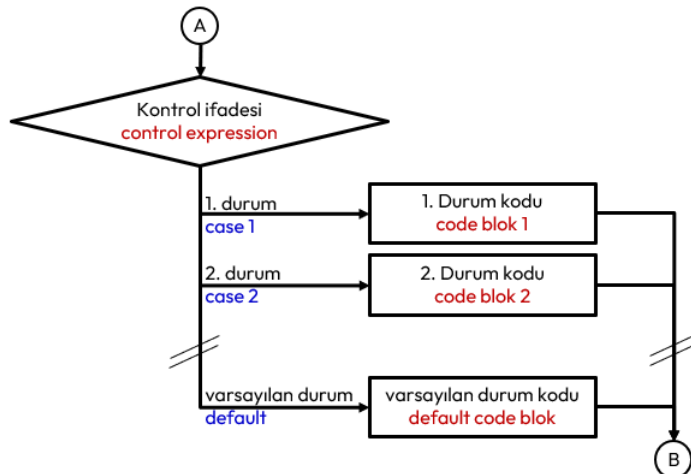 A
Kontrol ifadesi
control expression
1. durum
case 1
1. Durum kodu
code blok 1
2. durum
case 2
2. Durum kodu
code blok 2
varsayılan durum
default
varsayılan durum kodu
default code blok
B